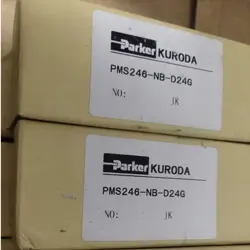 Parker KURODA
PMS246-NB-D24G
NO: JK
Parker KURODA
PMS246-NB-D24G
NO: JK